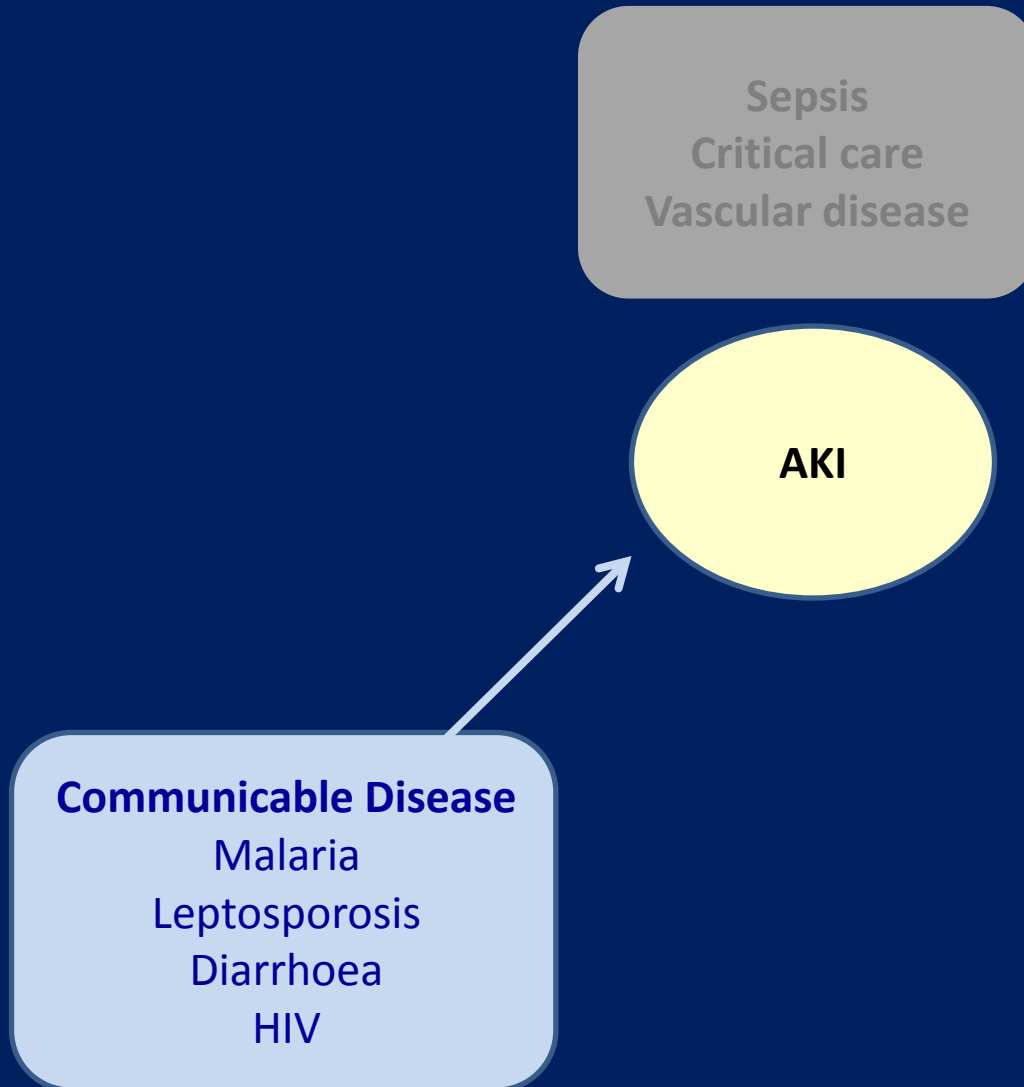 Sepsis
Critical care
Vascular disease
AKI
Communicable Disease
Malaria
Leptosporosis
Diarrhoea
HIV